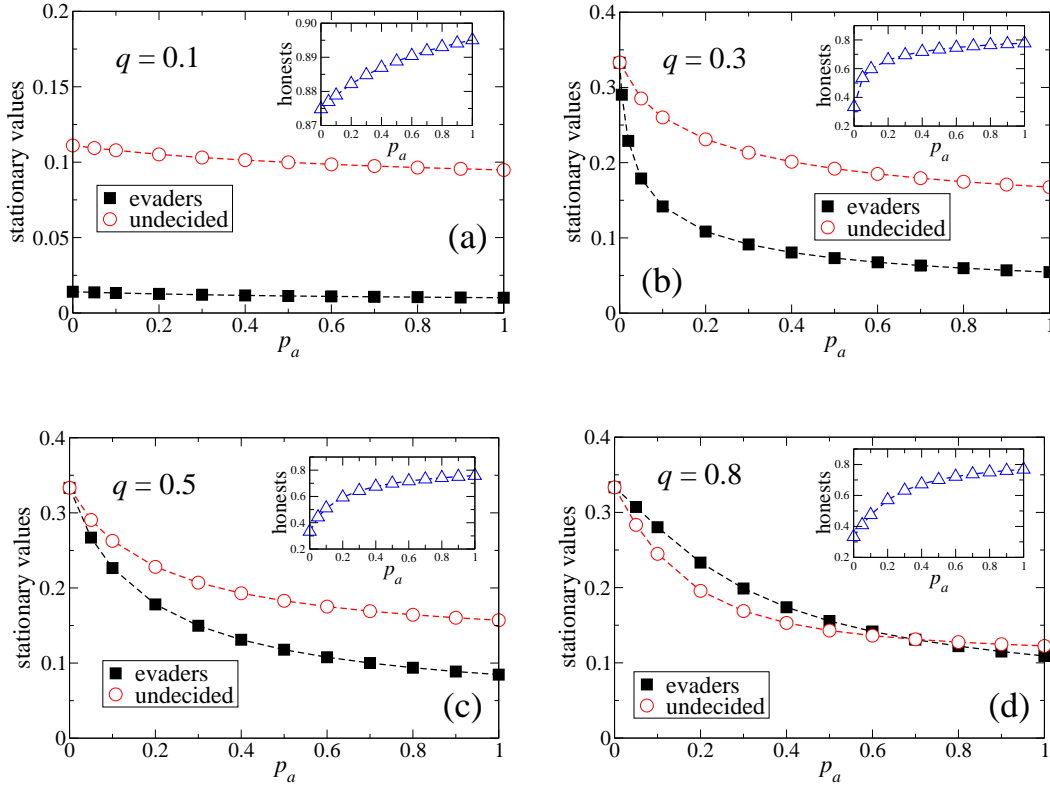 0.2
0.15
0.1
0.05
0
stationary values
q = 0.1
0.90
0.89
0.88
0.87
honests
0 0.2 0.4 0.6 0.8 1
p_a
evaders
undecided
(a)
0 0.2 0.4 0.6 0.8 1
p_a
0.4
0.3
0.2
0.1
0
stationary values
q = 0.3
0.8
0.6
0.4
0.2
honests
0 0.2 0.4 0.6 0.8 1
p_a
evaders
undecided
(b)
0 0.2 0.4 0.6 0.8 1
p_a
0.4
0.3
0.2
0.1
0
stationary values
q = 0.5
0.8
0.6
0.4
0.2
honests
0 0.2 0.4 0.6 0.8 1
p_a
evaders
undecided
(c)
0 0.2 0.4 0.6 0.8 1
p_a
0.4
0.3
0.2
0.1
0
stationary values
q = 0.8
0.8
0.6
0.4
0.2
honests
0 0.2 0.4 0.6 0.8 1
p_a
evaders
undecided
(d)
0 0.2 0.4 0.6 0.8 1
p_a